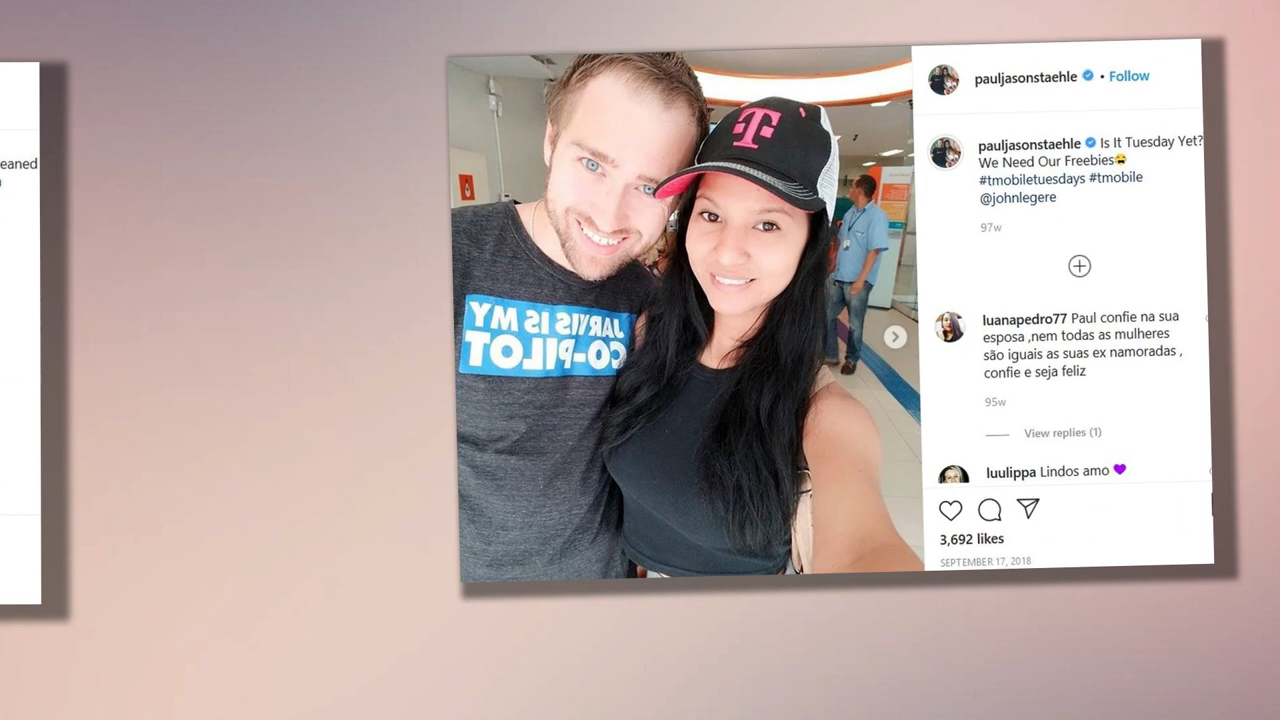 eaned
T
JARVIS IS MY
CO-PILOT
pauljasonstaehle • Follow
pauljasonstaehle Is It Tuesday Yet?
We Need Our Freebies😫
#tmobiletuesdays #tmobile
@johnlegere
97w
luanapedro77 Paul confie na sua
esposa ,nem todas as mulheres
são iguais as suas ex namoradas ,
confie e seja feliz
95w
View replies (1)
luulippa Lindos amo 💜
3,692 likes
SEPTEMBER 17, 2018